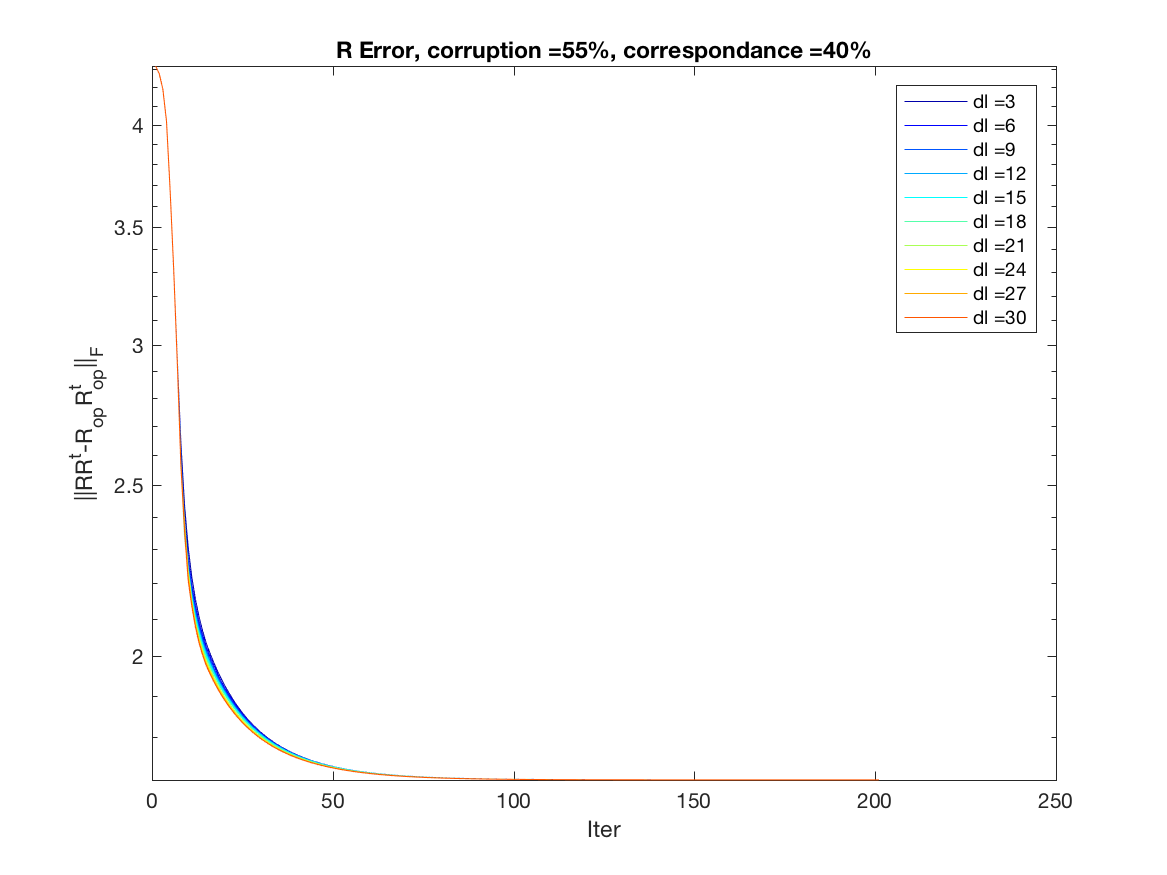 R Error, corruption =55%, correspondance =40%
||RR^t-R_op R^t_op||_F
4
3.5
3
2.5
2
0
50
100
150
200
250
Iter
dl =3
dl =6
dl =9
dl =12
dl =15
dl =18
dl =21
dl =24
dl =27
dl =30